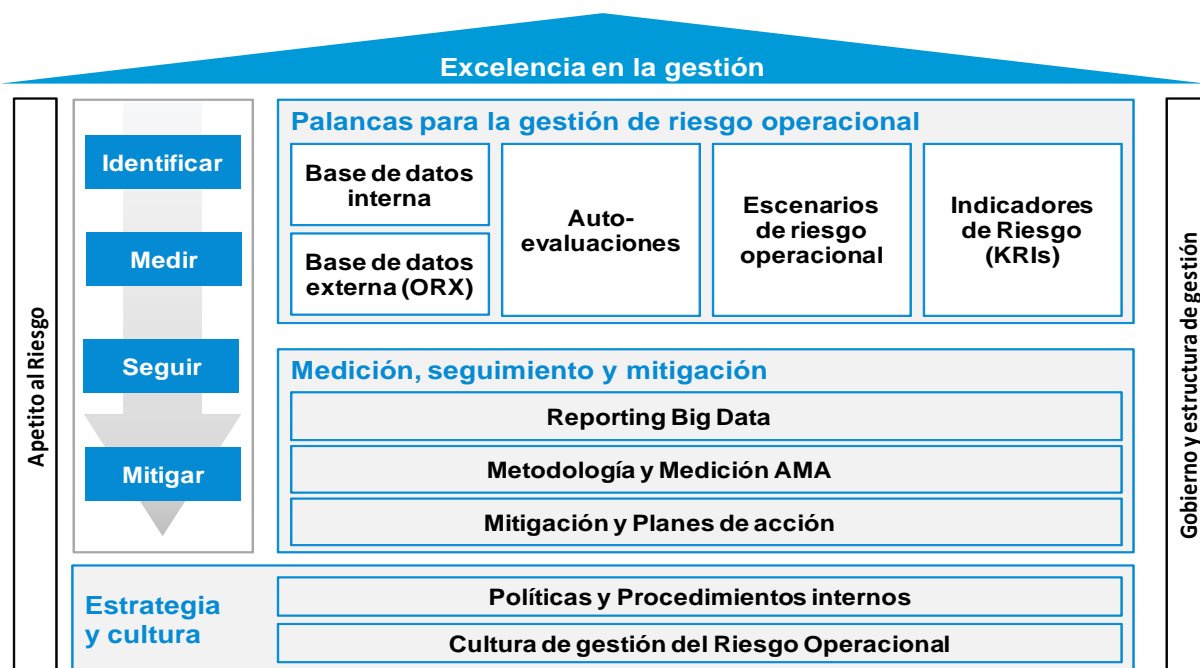 Excelencia en la gestión
Apetito al Riesgo
Identificar
Medir
Seguir
Mitigar
Palancas para la gestión de riesgo operacional
Base de datos
interna
Base de datos
externa (ORX)
Auto-
evaluaciones
Escenarios
de riesgo
operacional
Indicadores
de Riesgo
(KRIs)
Medición, seguimiento y mitigación
Reporting Big Data
Metodología y Medición AMA
Mitigación y Planes de acción
Estrategia
y cultura
Políticas y Procedimientos internos
Cultura de gestión del Riesgo Operacional
Gobierno y estructura de gestión